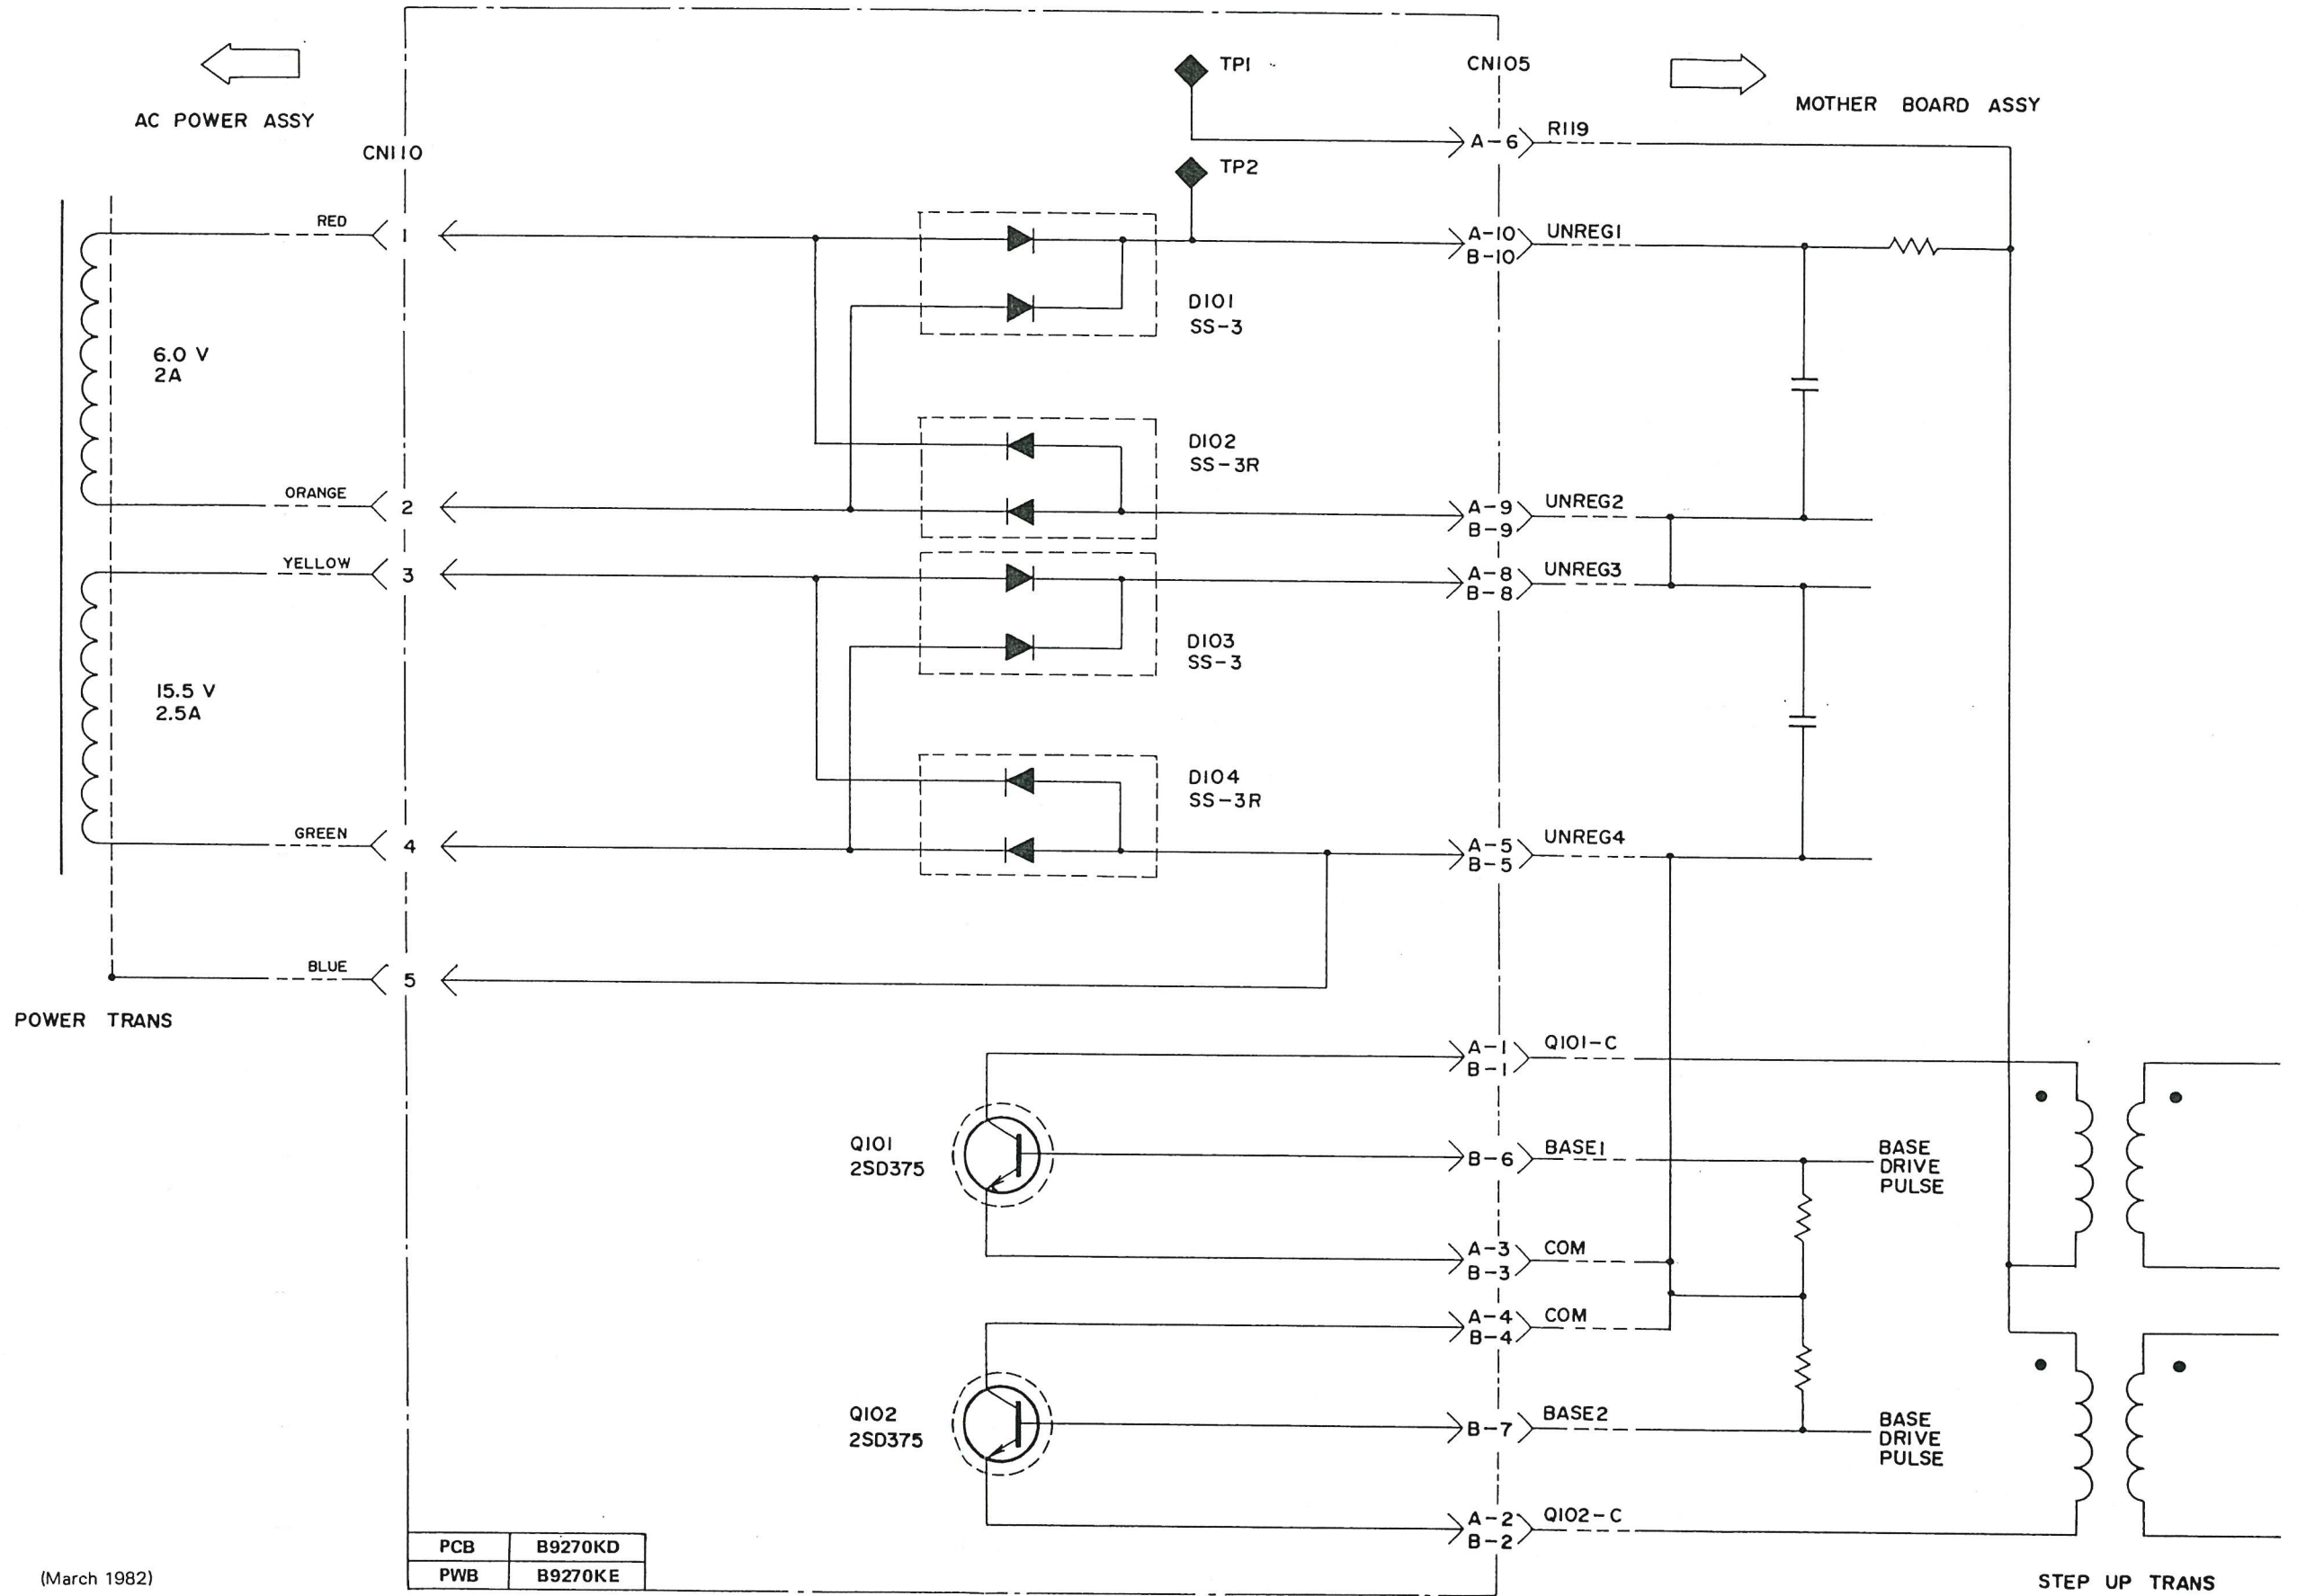 TP1
CN105
AC POWER ASSY
MOTHER BOARD ASSY
CN110
A-6
R119
TP2
RED
1
A-10
B-10
UNREG1
D101
SS-3
6.0 V
2A
D102
SS-3R
ORANGE
2
A-9
B-9
UNREG2
YELLOW
3
A-8
B-8
UNREG3
D103
SS-3
15.5 V
2.5A
D104
SS-3R
GREEN
4
A-5
B-5
UNREG4
BLUE
5
POWER TRANS
A-1
B-1
Q101-C
Q101
2SD375
B-6
BASE1
BASE
DRIVE
PULSE
A-3
B-3
COM
A-4
B-4
COM
Q102
2SD375
B-7
BASE2
BASE
DRIVE
PULSE
A-2
B-2
Q102-C
PCB B9270KD
PWB B9270KE
(March 1982)
STEP UP TRANS